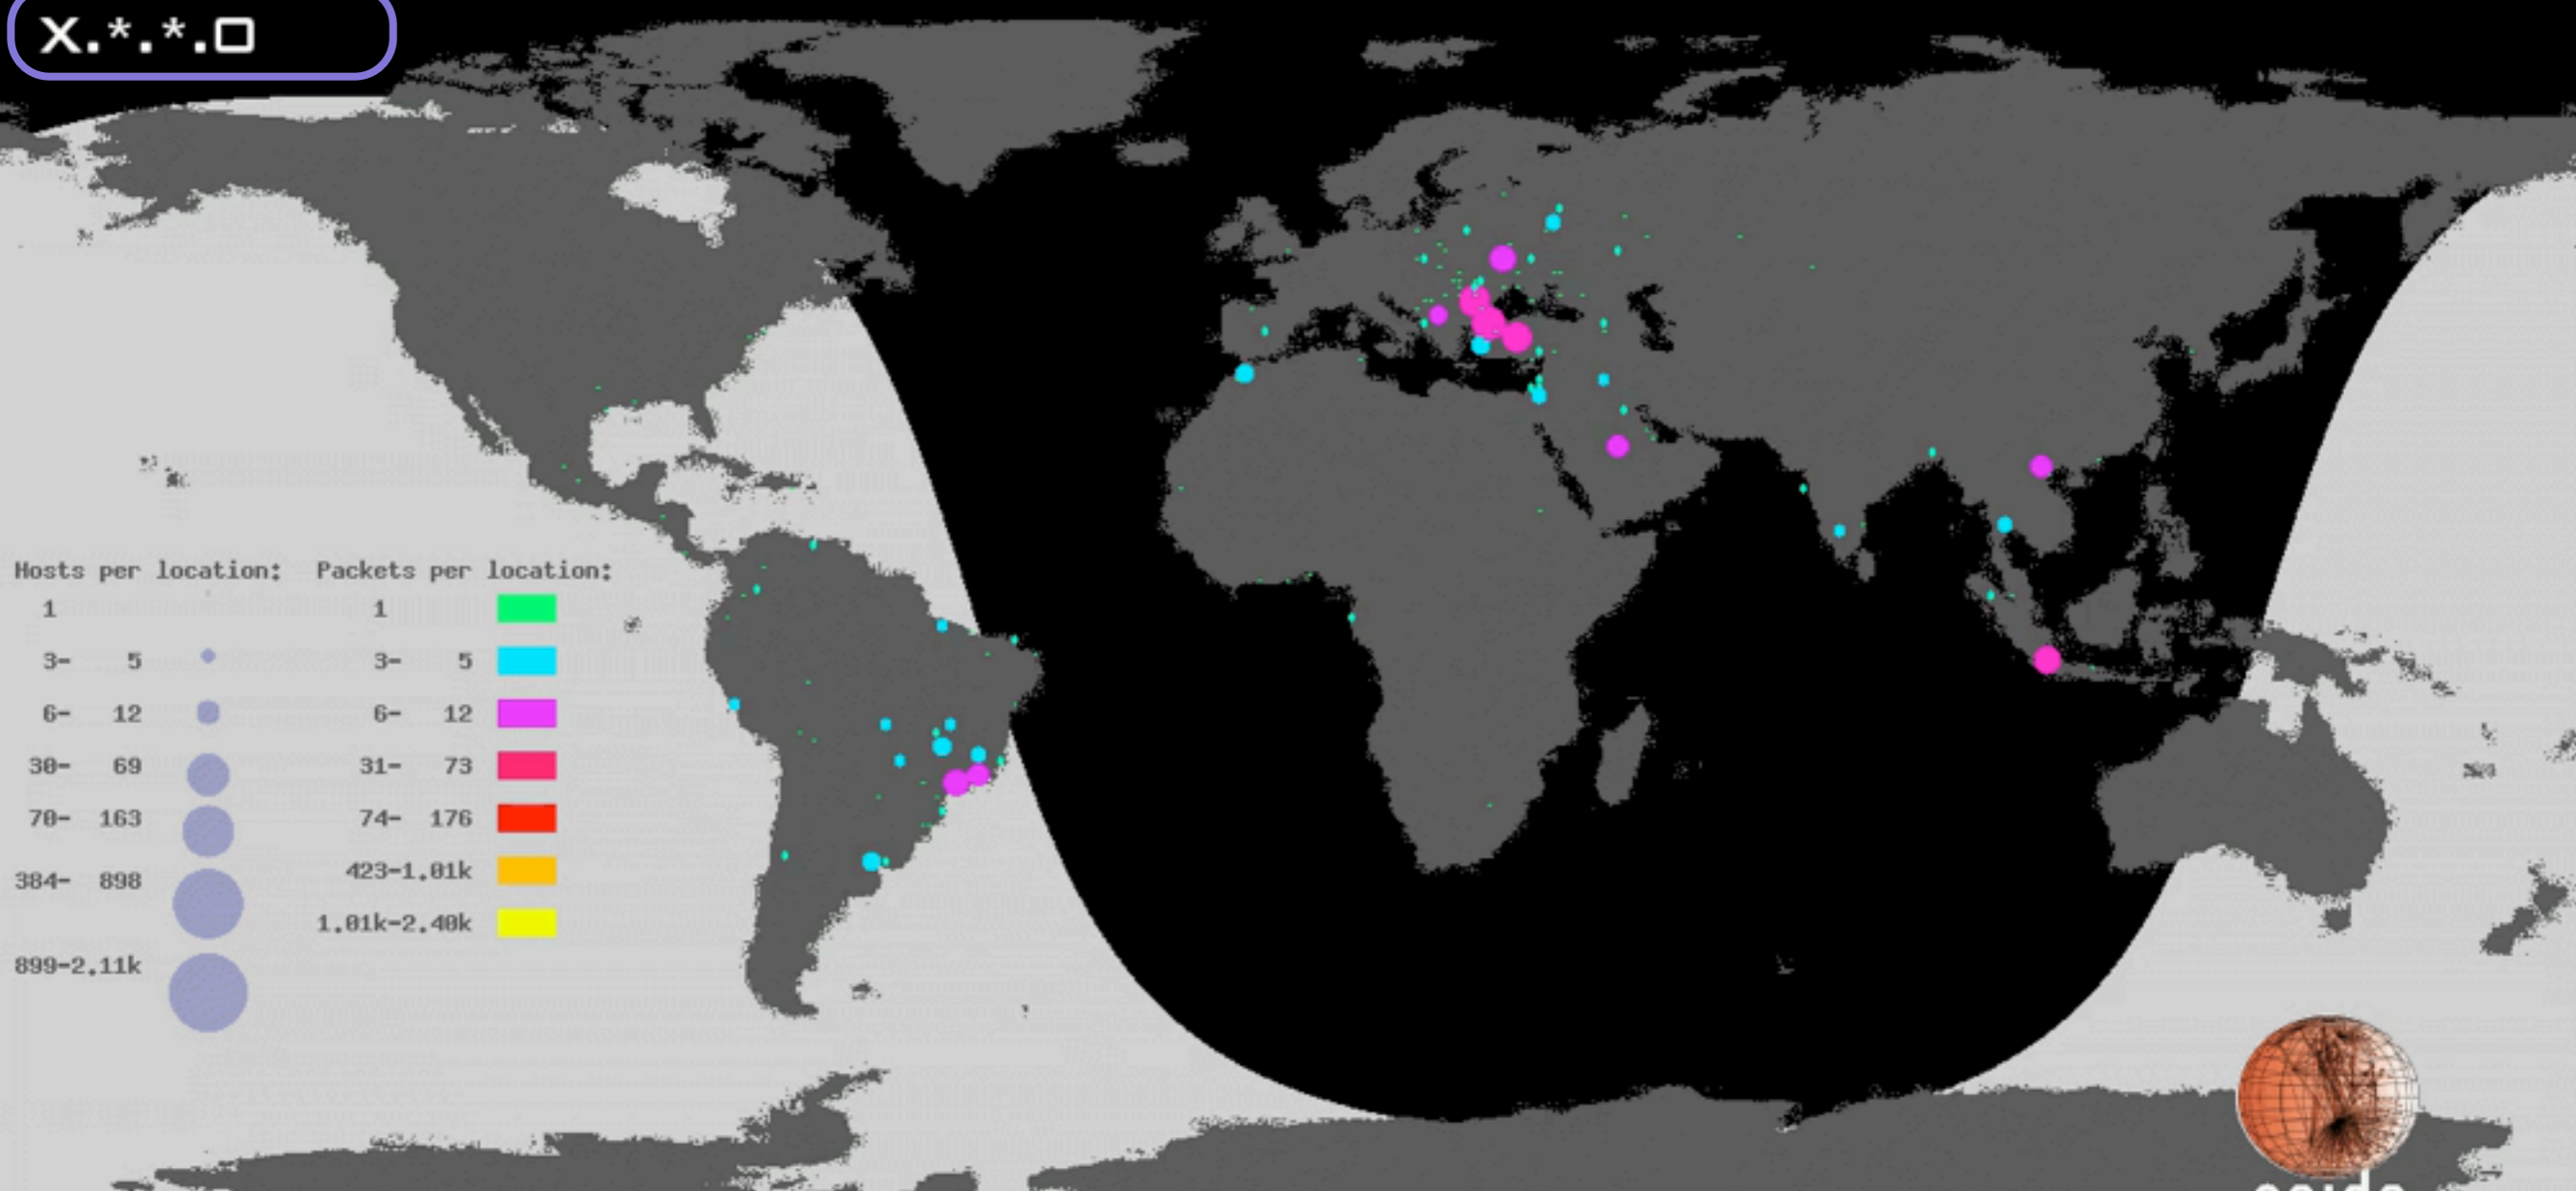 X.*.*.□
Hosts per location: Packets per location:
1 1
3- 5 3- 5
6- 12 6- 12
30- 69 31- 73
70- 163 74- 176
384- 898 423-1.01k
1.01k-2.40k
899-2.11k